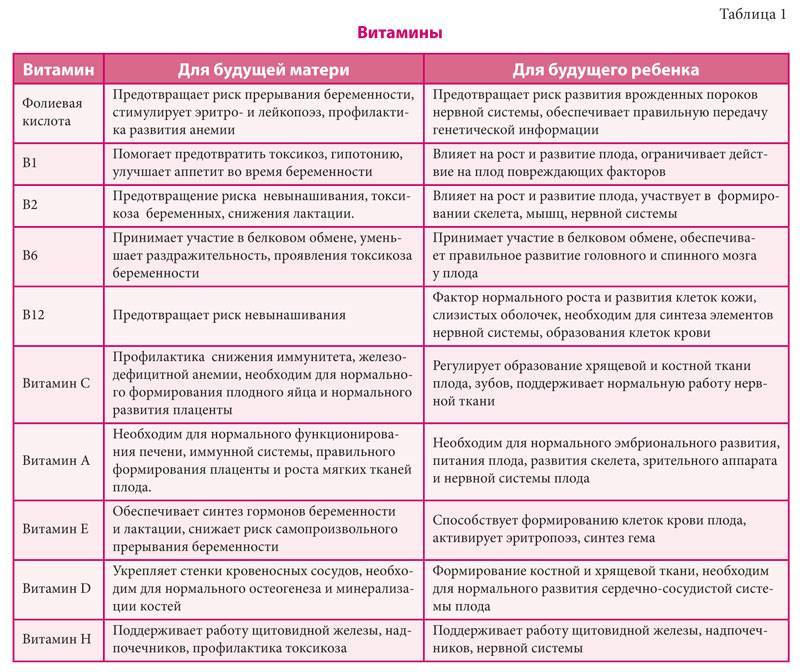 Таблица 1
Витамины
Витамин
Для будущей матери
Для будущего ребенка
Фолиевая
кислота
Предотвращает риск прерывания беременности,
стимулирует эритро- и лейкопоэз, профилакти-
ка развития анемии
Предотвращает риск развития врожденных пороков
нервной системы, обеспечивает правильную передачу
генетической информации
В1
Помогает предотвратить токсикоз, гипотонию,
улучшает аппетит во время беременности
Влияет на рост и развитие плода, ограничивает дейст-
вие на плод повреждающих факторов
В2
Предотвращение риска невынашивания, токси-
коза беременных, снижения лактации.
Влияет на рост и развитие плода, участвует в формиро-
вании скелета, мышц, нервной системы
В6
Принимает участие в белковом обмене, умень-
шает раздражительность, проявления токсикоза
беременности
Принимает участие в белковом обмене, обеспечива-
ет правильное развитие головного и спинного мозга
у плода
В12
Предотвращает риск невынашивания
Фактор нормального роста и развития клеток кожи,
слизистых оболочек, необходим для синтеза элементов
нервной системы, образования клеток крови
Витамин С
Профилактика снижения иммунитета, железо-
дефицитной анемии, необходим для нормально-
го формирования плодного яйца и нормального
развития плаценты
Регулирует образование хрящевой и костной ткани
плода, зубов, поддерживает нормальную работу нерв-
ной ткани
Витамин А
Необходим для нормального функционирова-
ния печени, иммунной системы, правильного
формирования плаценты и роста мягких тканей
плода.
Необходим для нормального эмбрионального развития,
питания плода, развития скелета, зрительного аппарата
и нервной системы плода
Витамин Е
Обеспечивает синтез гормонов беременности
и лактации, снижает риск самопроизвольного
прерывания беременности
Способствует формированию клеток крови плода,
активирует эритропоэз, синтез гема
Витамин D
Укрепляет стенки кровеносных сосудов, необхо-
дим для нормального остеогенеза и минерализа-
ции костей
Формирование костной и хрящевой ткани, необходим
для нормального развития сердечно-сосудистой систе-
мы плода
Витамин Н
Поддерживает работу щитовидной железы, над-
почечников, профилактика токсикоза
Поддерживает работу щитовидной железы, надпочеч-
ников, нервной системы